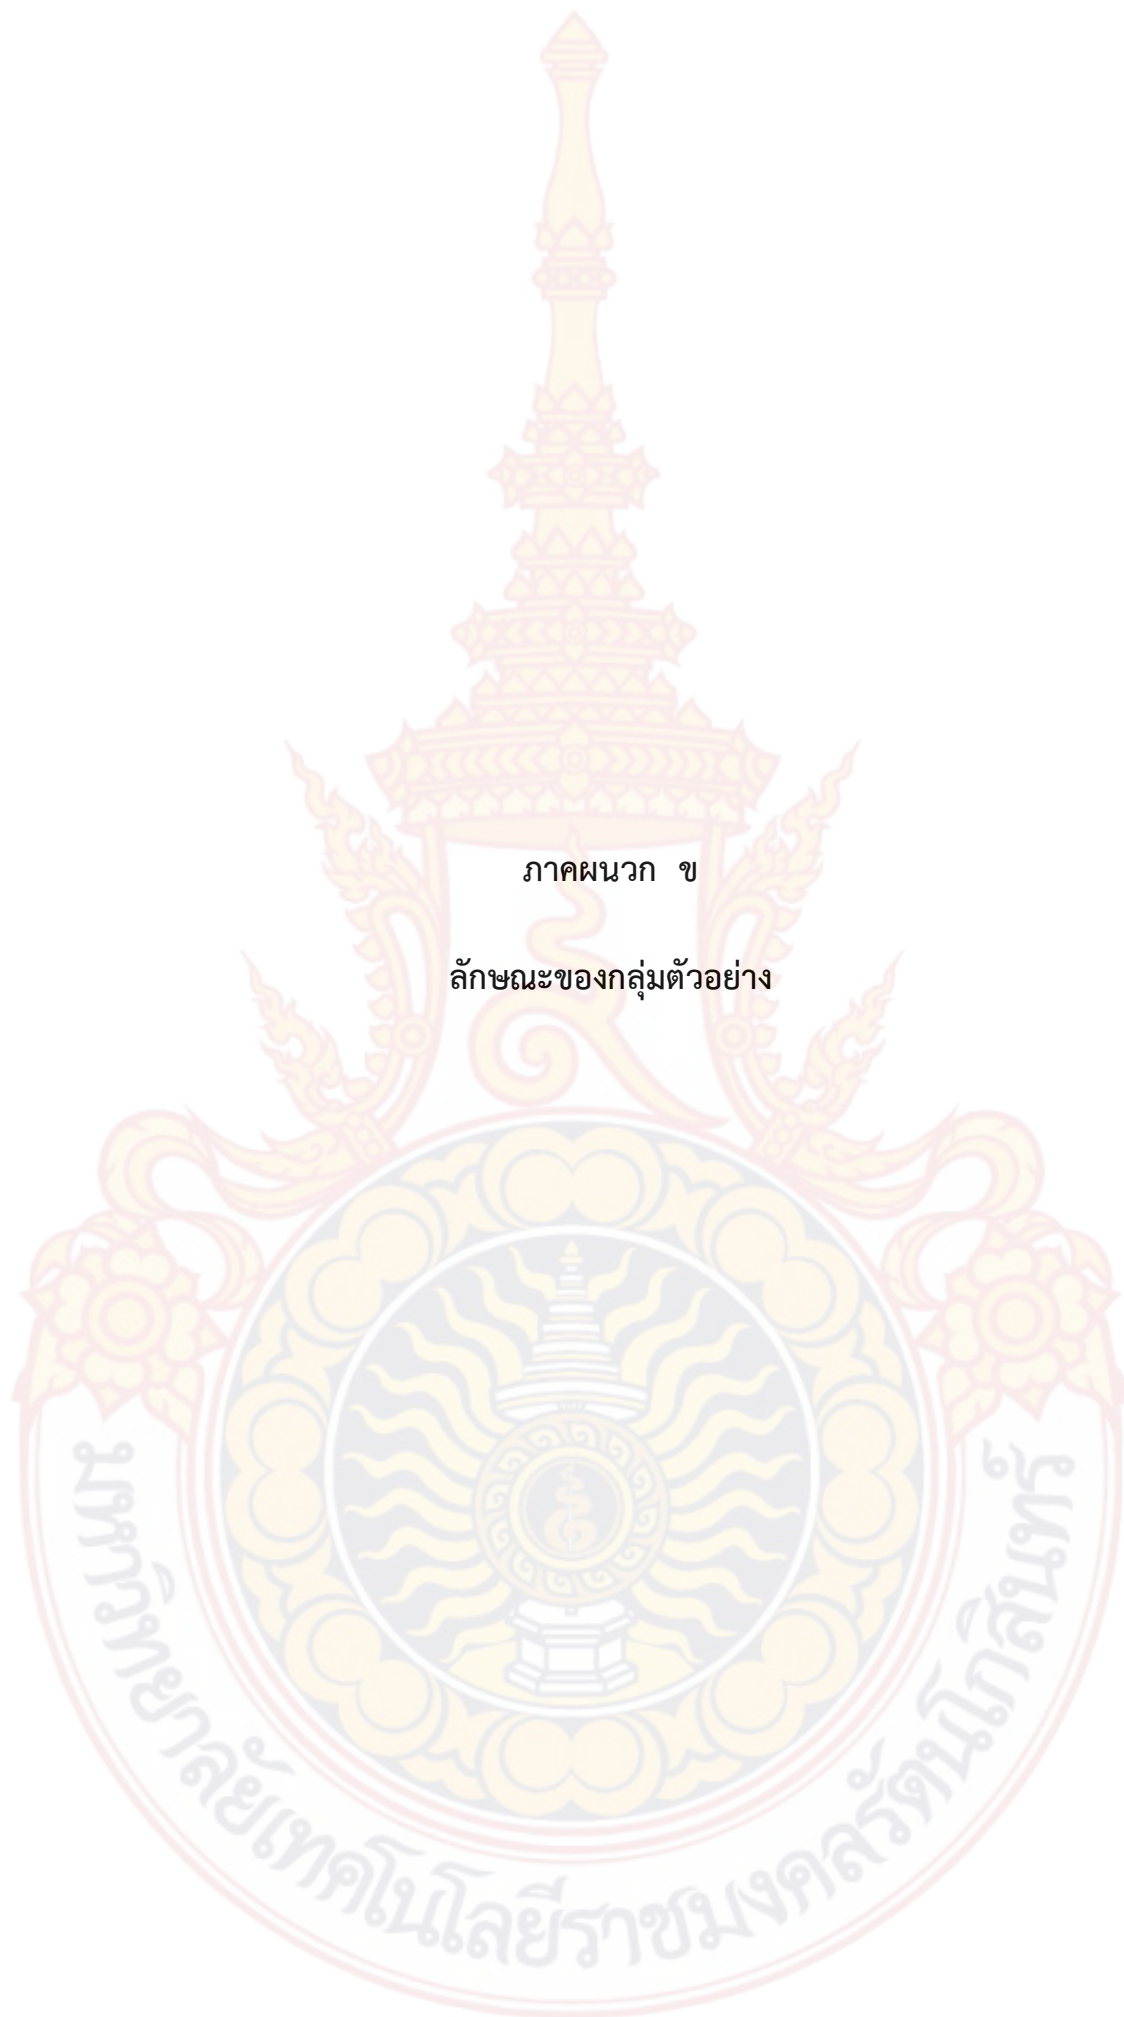 ภาคผนวก ข
ลักษณะของกลุ่มตัวอย่าง
มหาวิทยาลัยเทคโนโลยีราชมงคลรัตนโกสินทร์